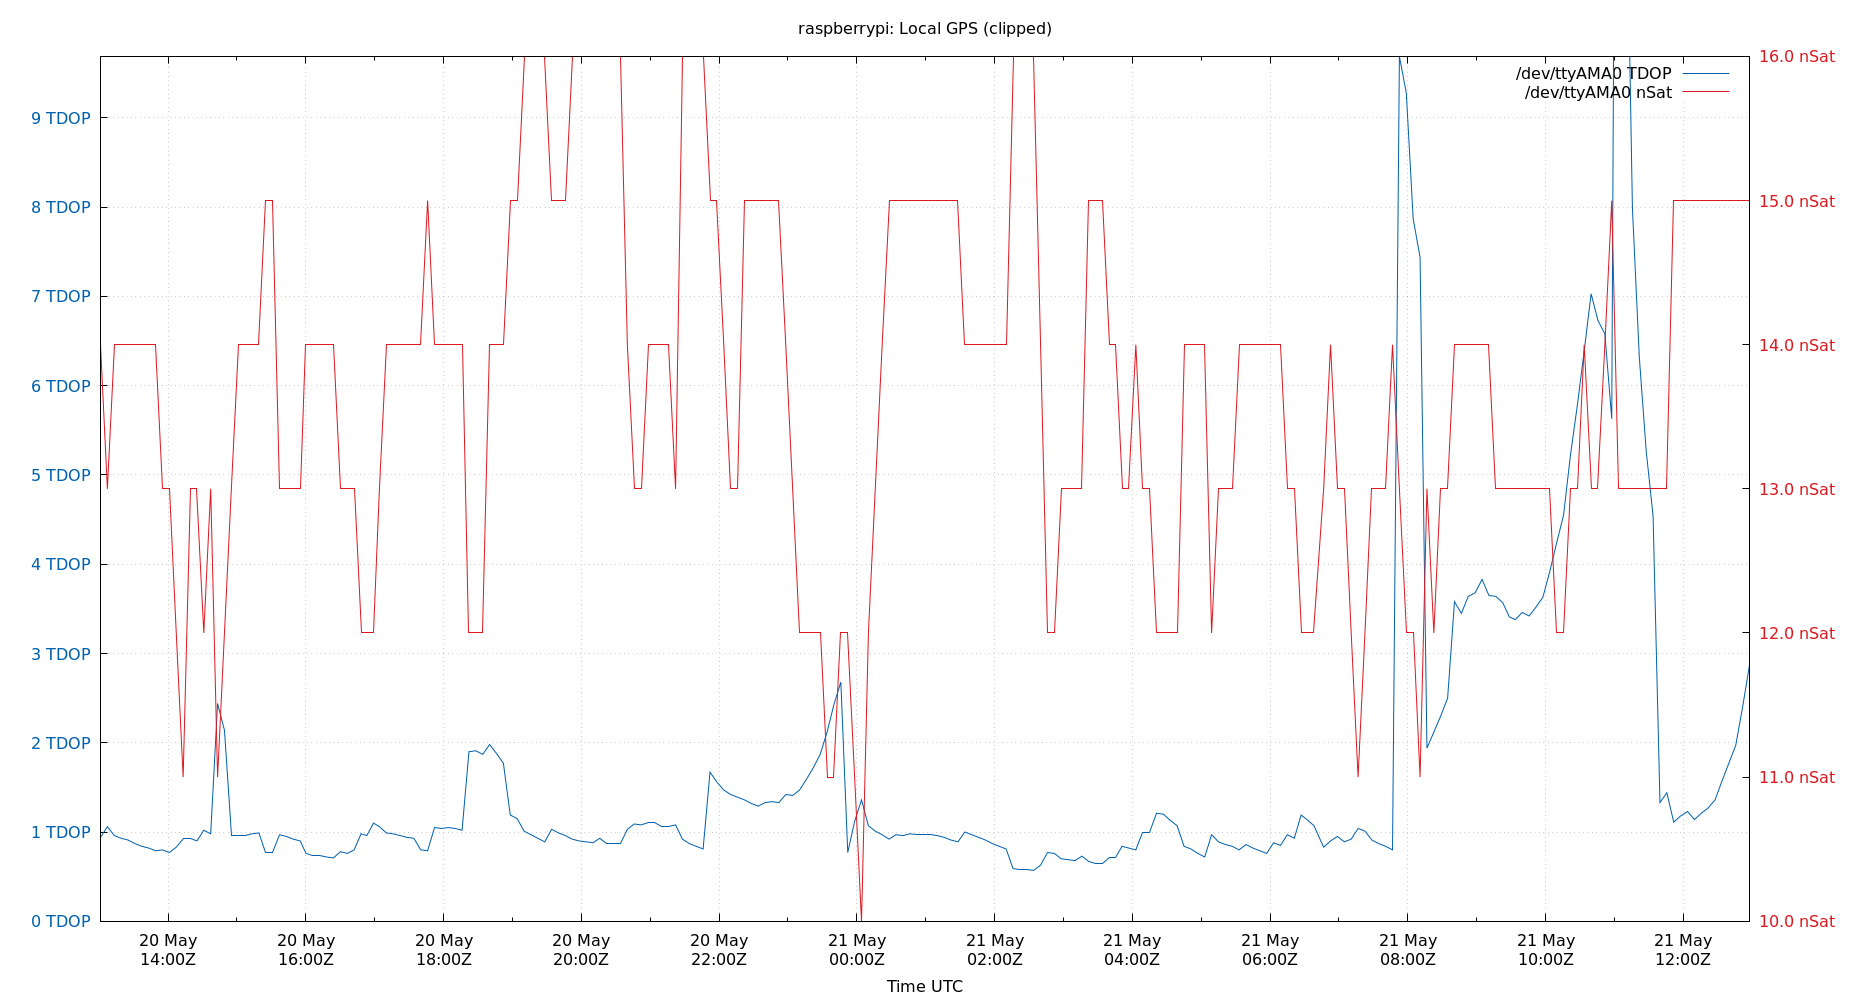 raspberrypi: Local GPS (clipped)
/dev/ttyAMA0 TDOP
/dev/ttyAMA0 nSat
9 TDOP
8 TDOP
7 TDOP
6 TDOP
5 TDOP
4 TDOP
3 TDOP
2 TDOP
1 TDOP
0 TDOP
16.0 nSat
15.0 nSat
14.0 nSat
13.0 nSat
12.0 nSat
11.0 nSat
10.0 nSat
20 May
14:00Z
20 May
16:00Z
20 May
18:00Z
20 May
20:00Z
20 May
22:00Z
21 May
00:00Z
21 May
02:00Z
21 May
04:00Z
21 May
06:00Z
21 May
08:00Z
21 May
10:00Z
21 May
12:00Z
Time UTC